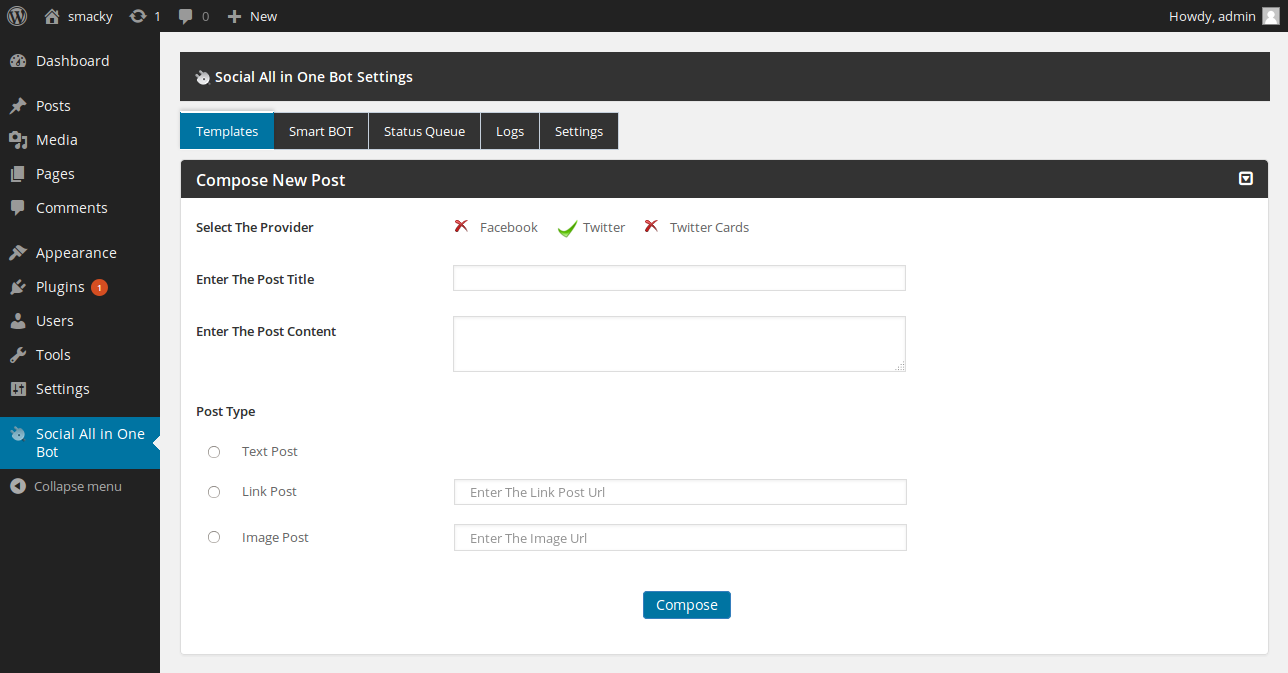 smacky 1 0 New Howdy, admin
Dashboard
Posts
Media
Pages
Comments
Appearance
Plugins 1
Users
Tools
Settings
Social All in One
Bot
Collapse menu
Social All in One Bot Settings
Templates Smart BOT Status Queue Logs Settings
Compose New Post
Select The Provider Facebook Twitter Twitter Cards
Enter The Post Title
Enter The Post Content
Post Type
Text Post
Link Post Enter The Link Post Url
Image Post Enter The Image Url
Compose